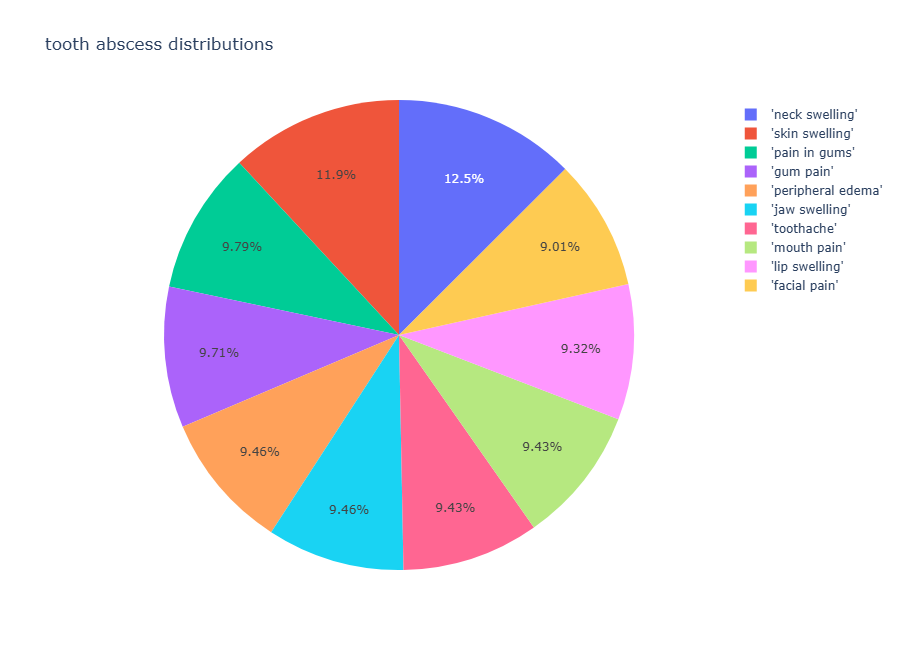 tooth abscess distributions
'neck swelling'
'skin swelling'
'pain in gums'
'gum pain'
'peripheral edema'
'jaw swelling'
'toothache'
'mouth pain'
'lip swelling'
'facial pain'
11.9%
12.5%
9.79%
9.01%
9.71%
9.32%
9.46%
9.43%
9.46%
9.43%